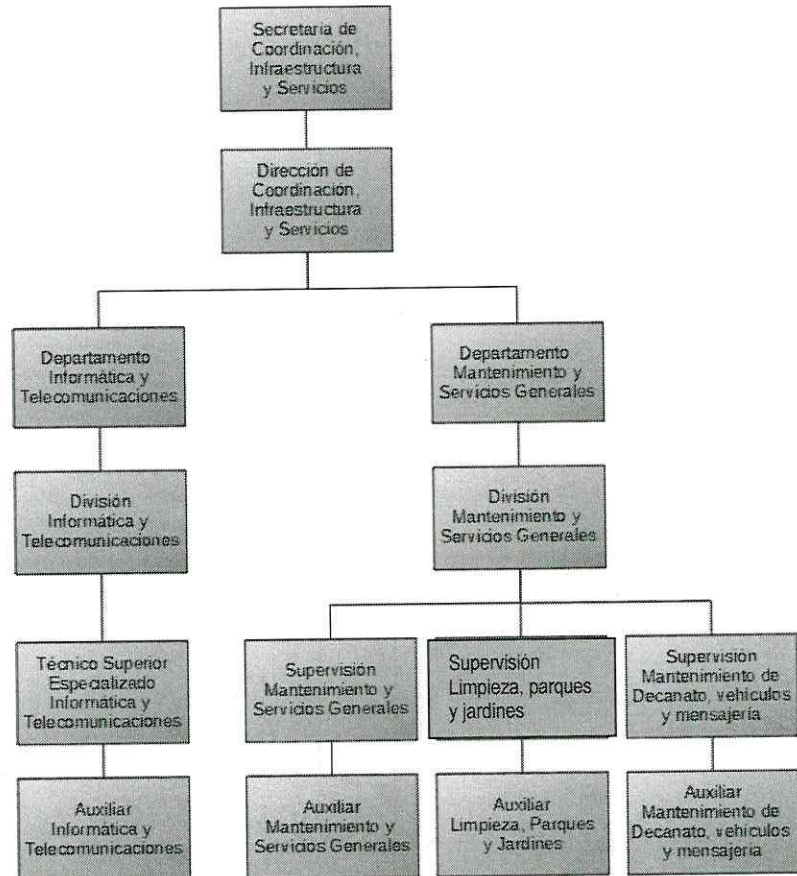 Secretaría de
Coordinación,
Infraestructura
y Servicios
Dirección de
Coordinación,
Infraestructura
y Servicios
Departamento
Informática y
Telecomunicaciones
Departamento
Mantenimiento y
Servicios Generales
División
Informática y
Telecomunicaciones
División
Mantenimiento y
Servicios Generales
Técnico Superior
Especializado
Informática y
Telecomunicaciones
Supervisión
Mantenimiento y
Servicios Generales
Supervisión
Limpieza, parques
y jardines
Supervisión
Mantenimiento de
Decanato, vehículos
y mensajería
Auxiliar
Informática y
Telecomunicaciones
Auxiliar
Mantenimiento y
Servicios Generales
Auxiliar
Limpieza, Parques
y Jardines
Auxiliar
Mantenimiento de
Decanato, vehículos
y mensajería